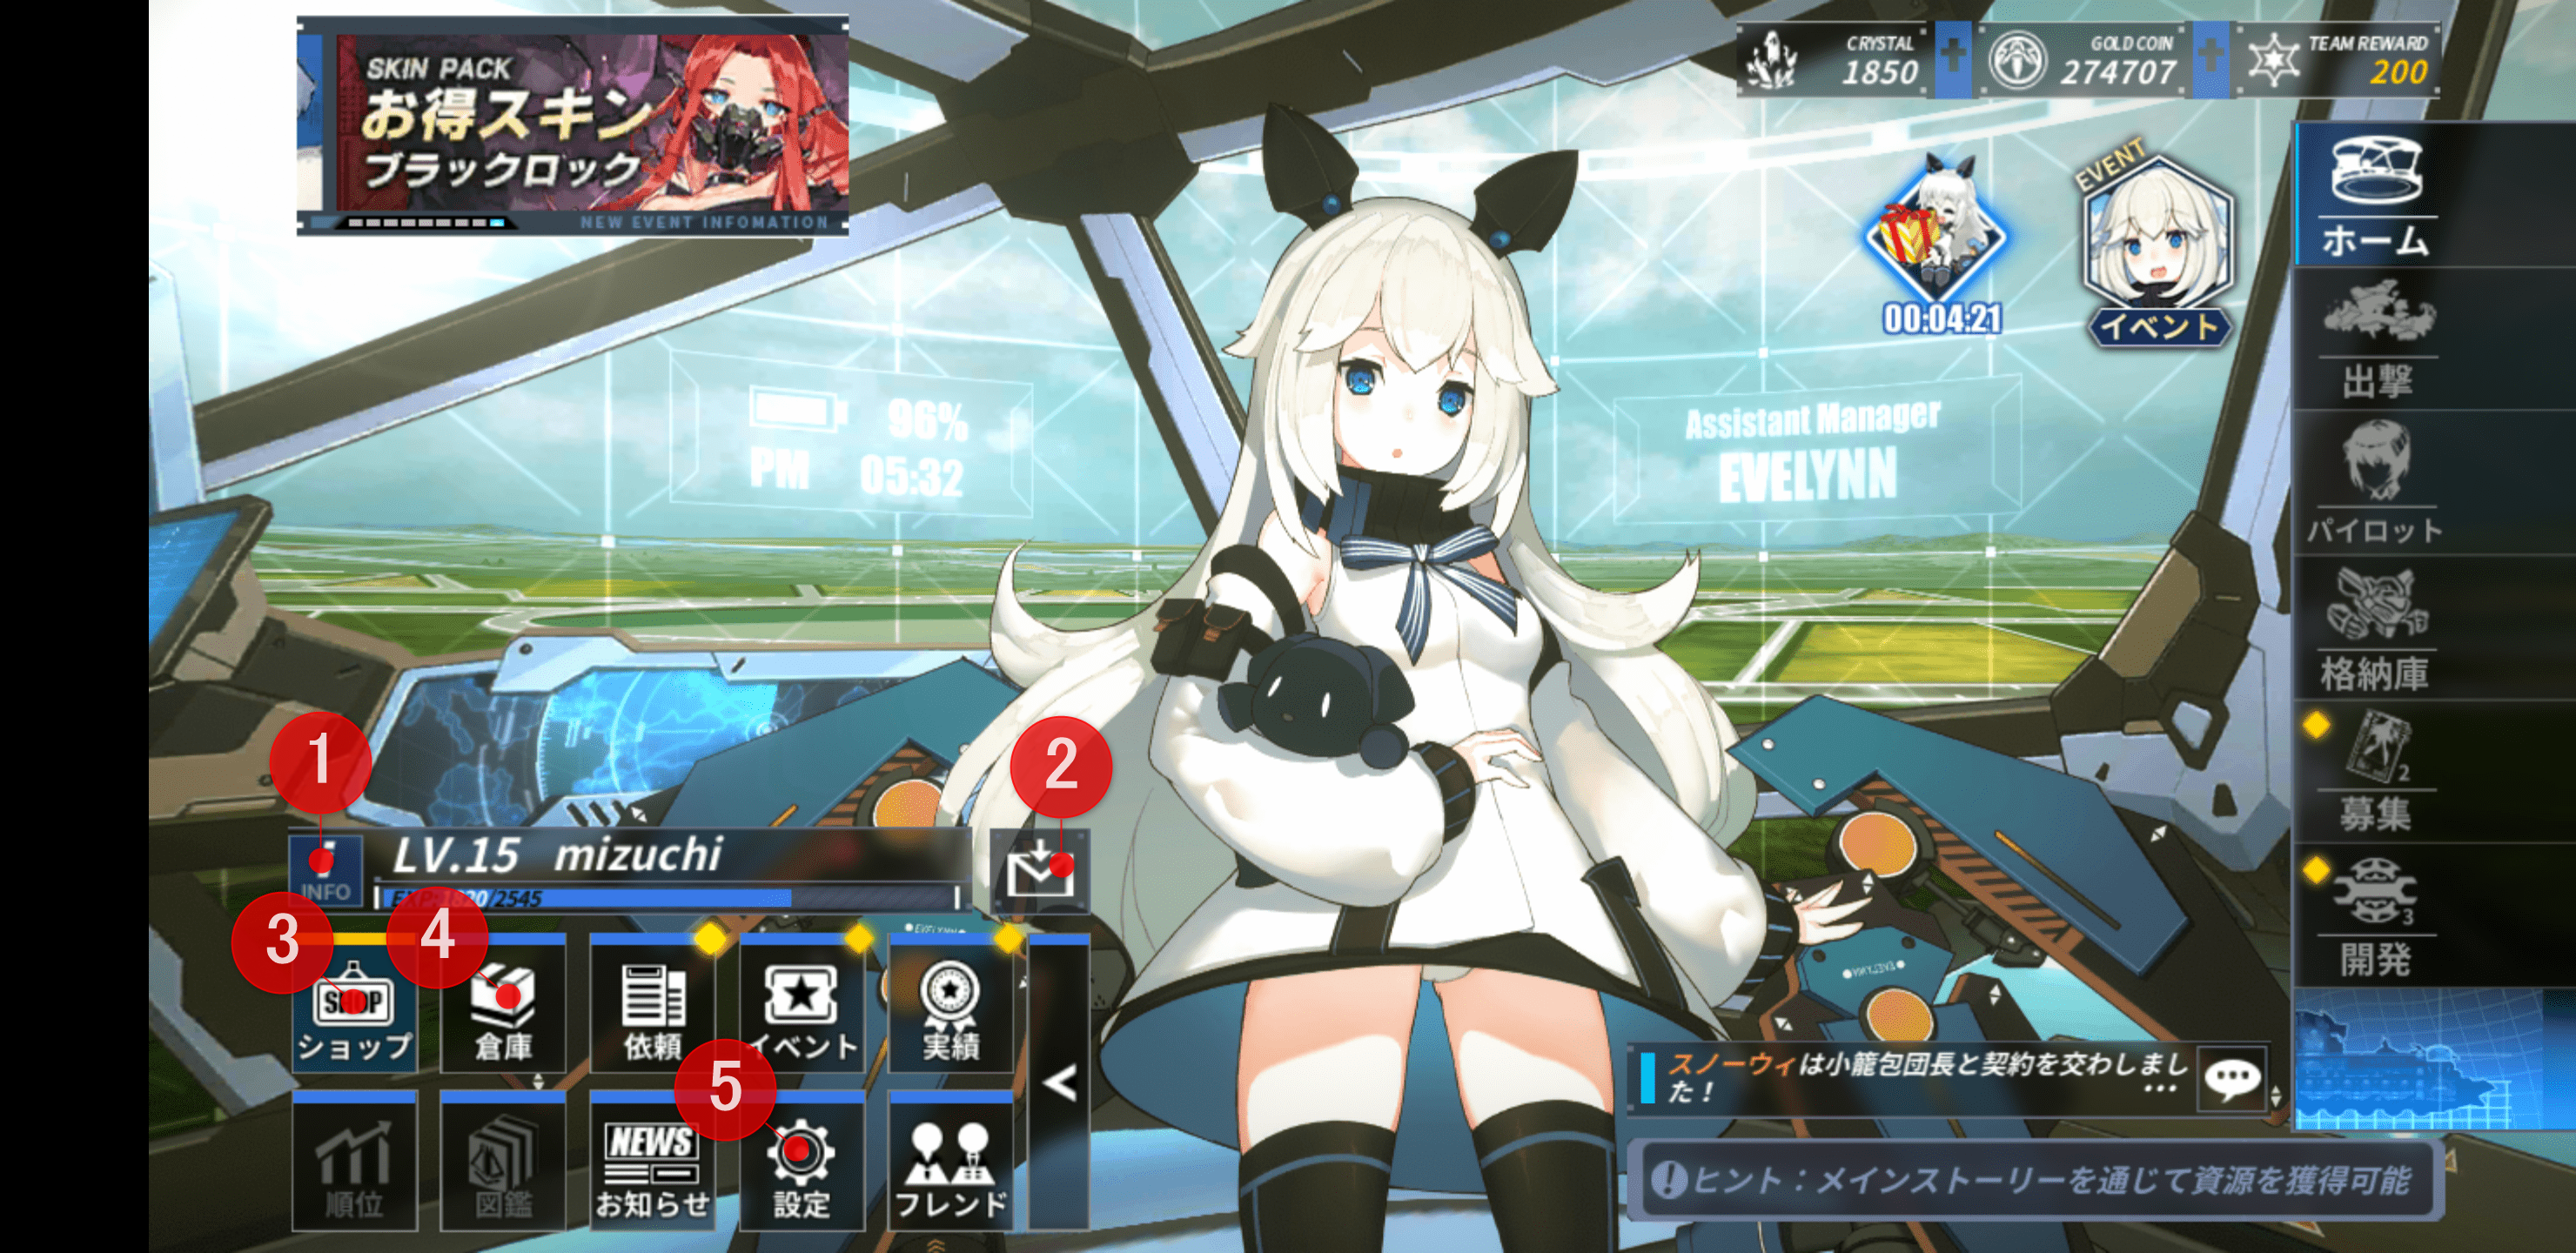 SKIN PACK
お得スキン
ブラックロック
NEW EVENT INFOMATION
CRYSTAL
1850
GOLD COIN
274707
TEAM REWARD
200
00:04:21
EVENT
イベント
96%
PM 05:32
Assistant Manager
EVELYNN
ホーム
出撃
パイロット
格納庫
2
募集
3
開発
1
2
INFO
LV.15 mizuchi
/2545
3
4
SHOP
ショップ
倉庫
依頼
イベント
実績
<
5
順位
図鑑
NEWS
お知らせ
設定
フレンド
スノーウィは小籠包団長と契約を交わしまし
た！ …
ヒント：メインストーリーを通じて資源を獲得可能